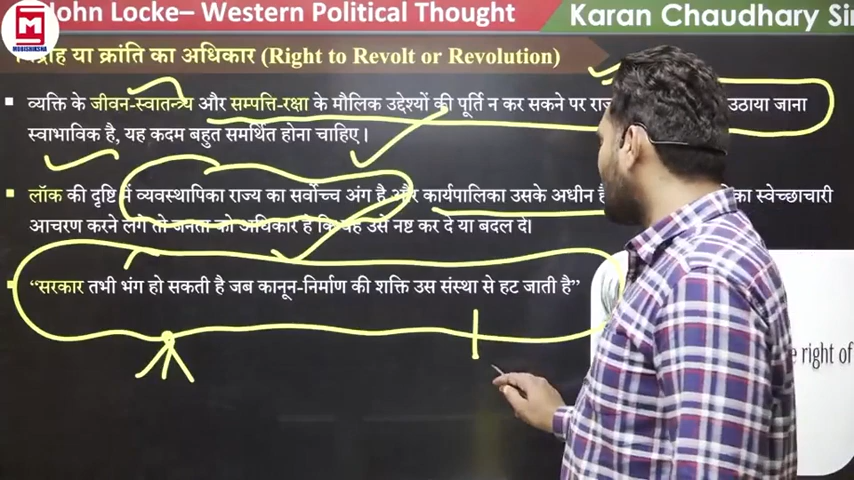 John Locke– Western Political Thought
Karan Chaudhary Sir
MUDISHIKSHA
का अधिकार (Right to Revolt or Revolution)
या क्रांति
व्यक्ति के जीवन-स्वातन्त्र्य और सम्पत्ति-रक्षा के मौलिक उद्देश्यों की पूर्ति न कर सकने पर उठाया जाना
स्वाभाविक है, यह कदम बहुत समर्थित होना चाहिए।
लॉक की दृष्टि में व्यवस्थापिका राज्य का सर्वोच्च अंग है और कार्यपालिका उसके अधीन स्वेच्छाचारी
आचरण करने लगे तो जनता को अधिकार है कि वह उसे नष्ट कर दे या बदल दे।
“सरकार तभी भंग हो सकती है जब कानून-निर्माण की शक्ति उस संस्था से हट जाती है”
right of